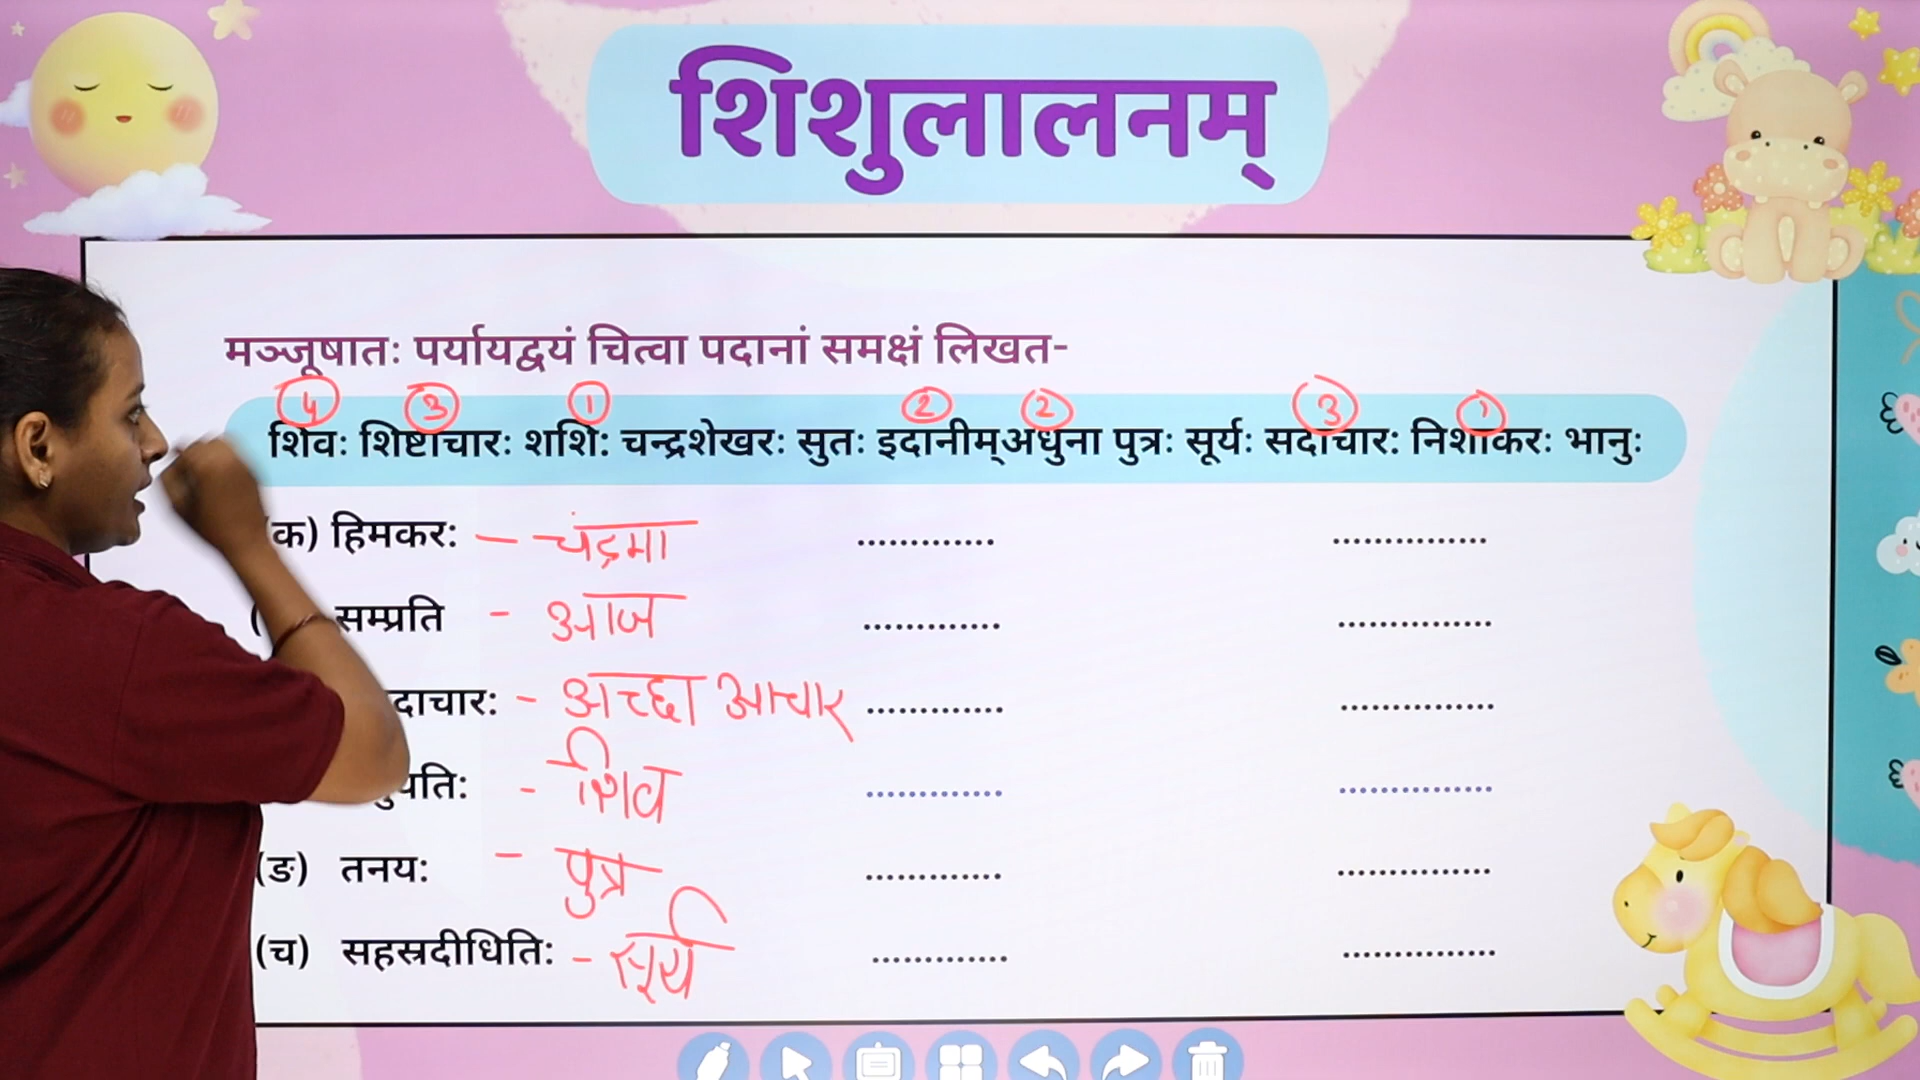 शिशुलालनम्
मञ्जूषातः पर्यायद्वयं चित्वा पदानां समक्षं लिखत-
4 3 1 2 2 3 1
शिवः शिष्टाचारः शशि: चन्द्रशेखरः सुतः इदानीम्अधुना पुत्रः सूर्यः सदाचार: निशाकरः भानुः
(क) हिमकर: - चंद्रमा ............. ...............
सम्प्रति - आज ............. ...............
दाचार: - अच्छा आचार ............. ...............
पति: - शिव ............. ...............
(ङ) तनय: - पुत्र ............. ...............
(च) सहस्रदीधिति: - सूर्य ............. ...............